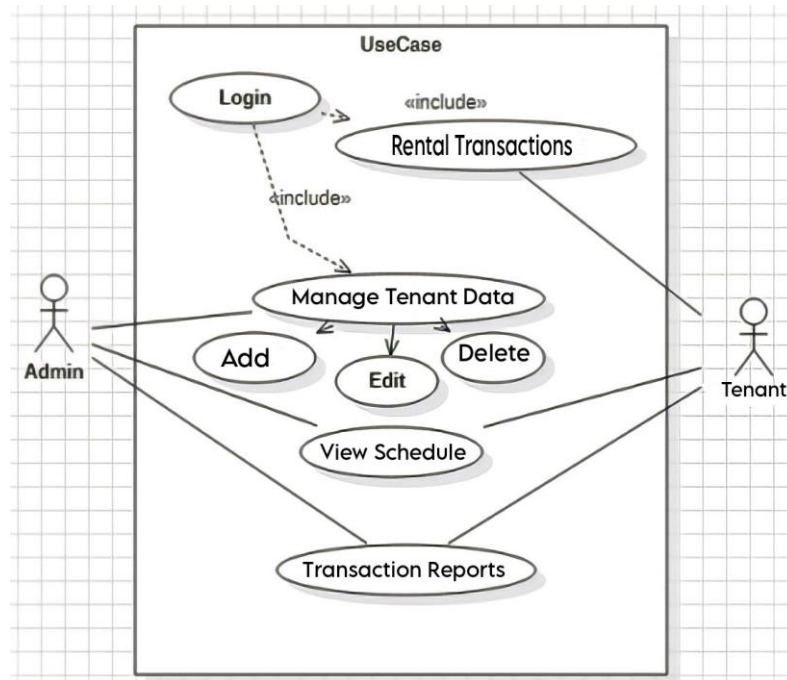 UseCase
Login
«include»
Rental Transactions
«include»
Manage Tenant Data
Add
Delete
Edit
Admin
Tenant
View Schedule
Transaction Reports